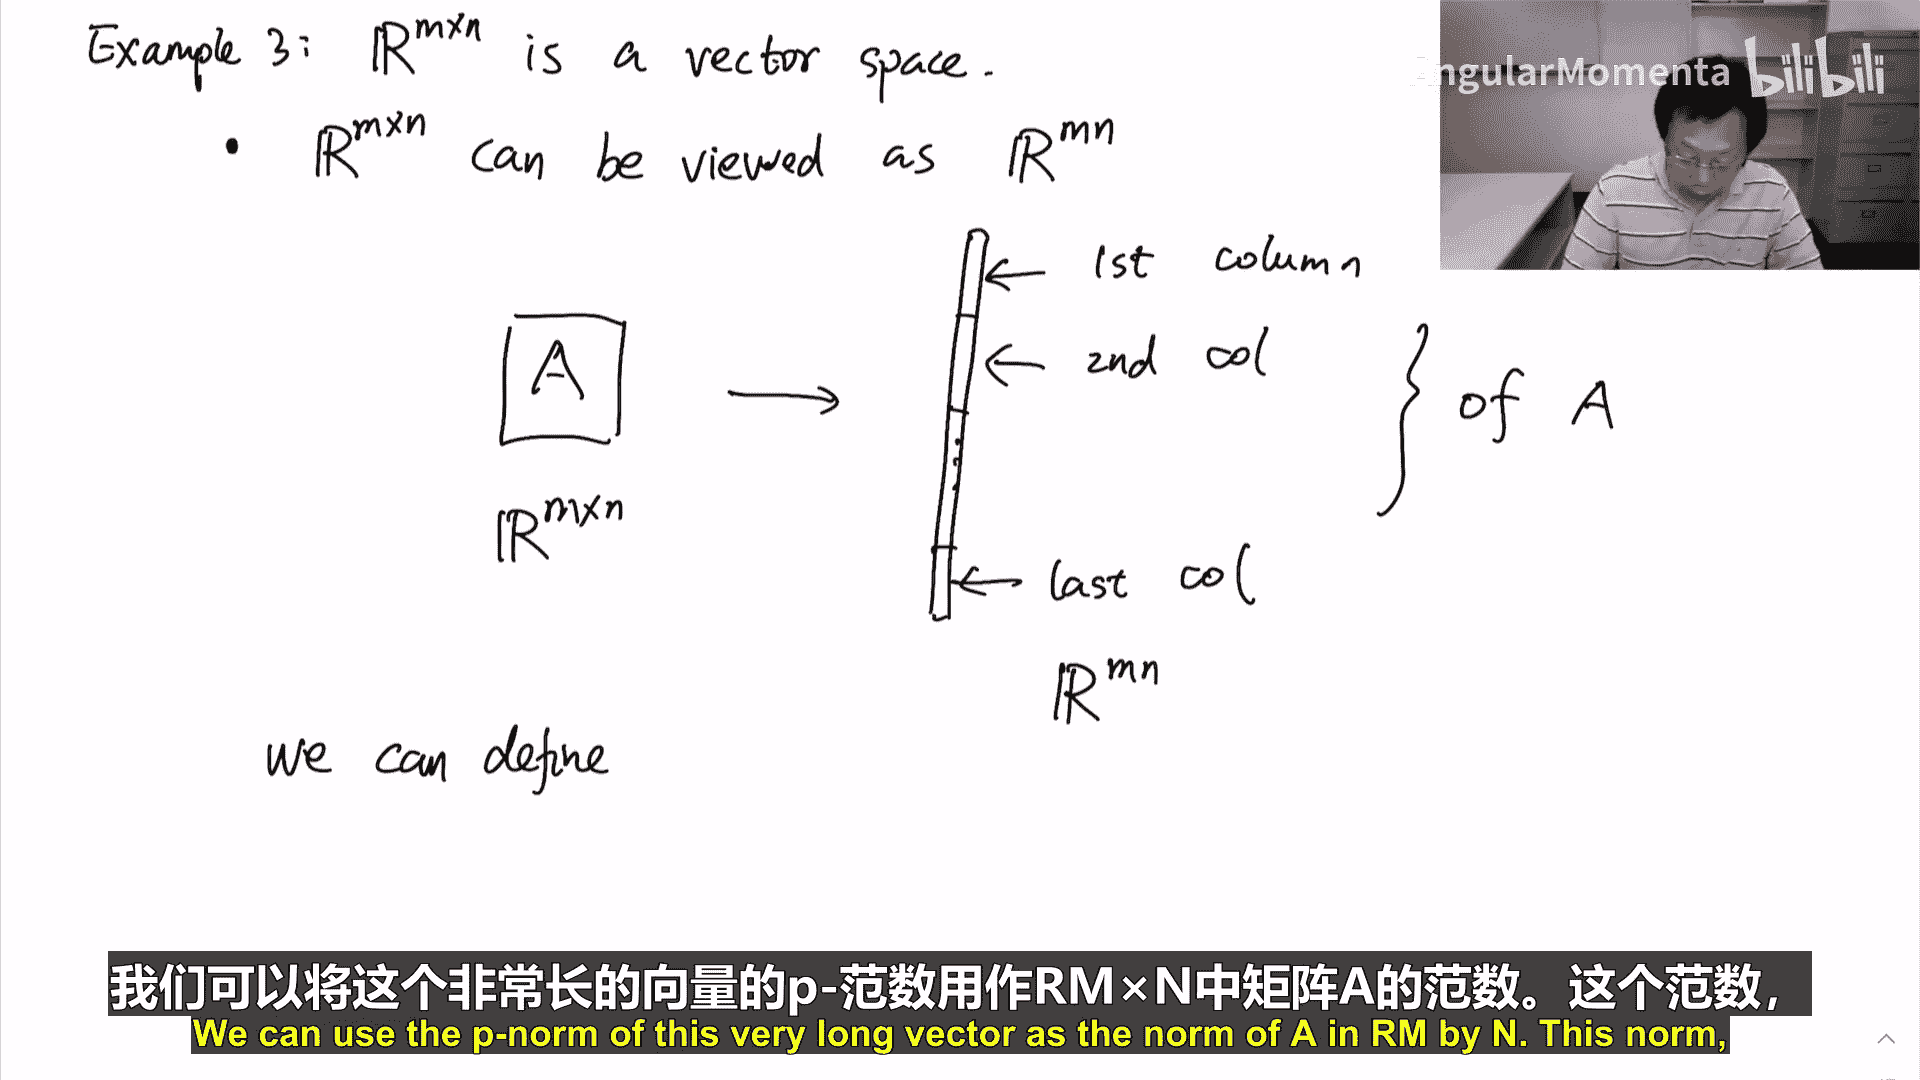 Example 3: ℝ^{m×n} is a vector space.
• ℝ^{m×n} can be viewed as ℝ^{mn}
← 1st column
← 2nd col
} of A
A →
ℝ^{m×n}
← last col
ℝ^{mn}
we can define
ngularMomenta bilibili
我们可以将这个非常长的向量的p-范数用作RM×N中矩阵A的范数。这个范数，
We can use the p-norm of this very long vector as the norm of A in RM by N. This norm,